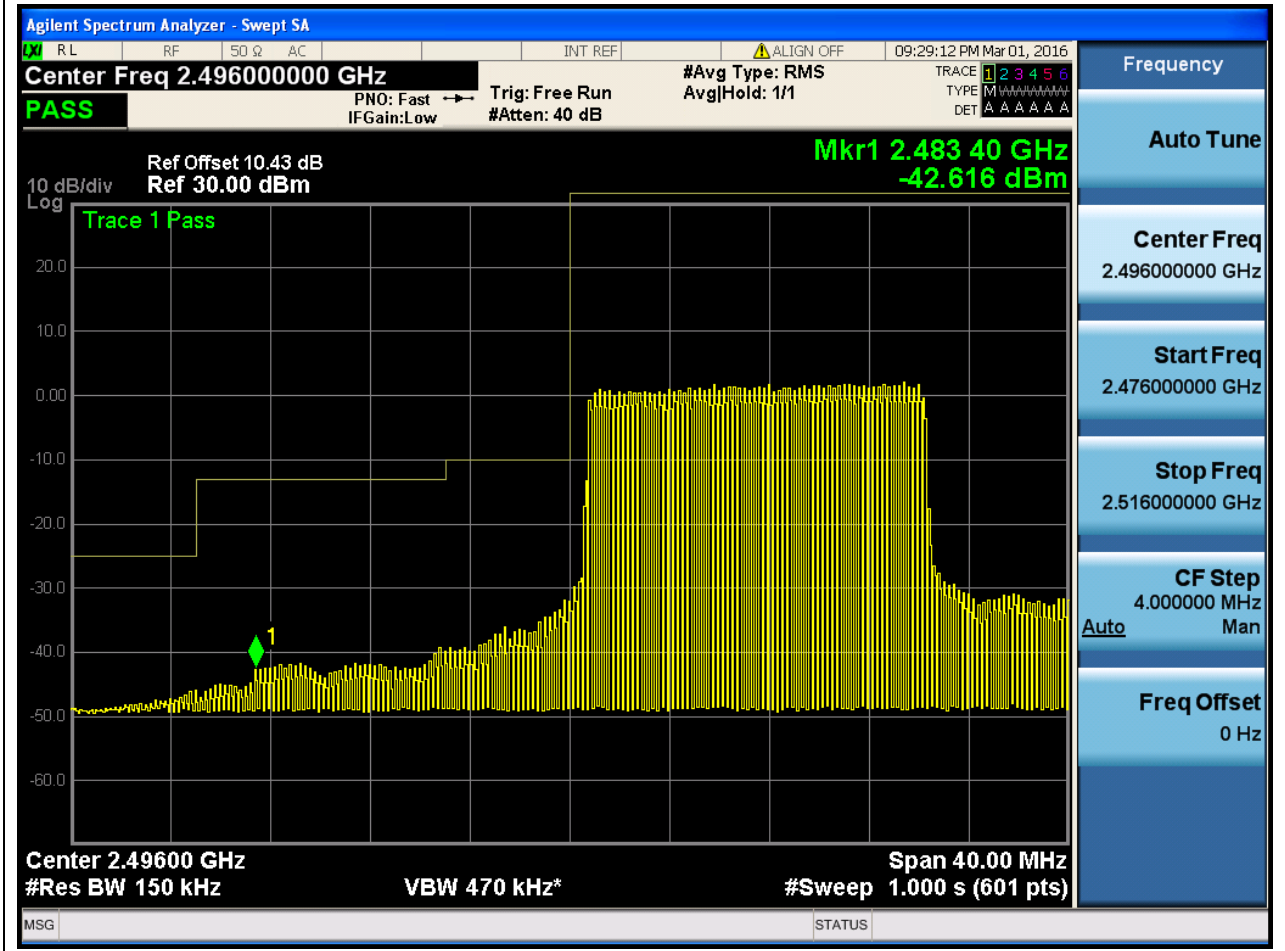 Agilent Spectrum Analyzer - Swept SA
LXI RL RF 50 Ω AC INT REF ALIGN OFF 09:29:12 PM Mar 01, 2016
Center Freq 2.496000000 GHz
PASS
PNO: Fast
IFGain:Low
Trig: Free Run
#Atten: 40 dB
#Avg Type: RMS
Avg|Hold: 1/1
TRACE 1 2 3 4 5 6
TYPE M
DET A A A A A A
Ref Offset 10.43 dB
10 dB/div Ref 30.00 dBm
Log
Mkr1 2.483 40 GHz
-42.616 dBm
Trace 1 Pass
20.0
10.0
0.00
-10.0
-20.0
-30.0
-40.0
-50.0
-60.0
1
Center 2.49600 GHz Span 40.00 MHz
#Res BW 150 kHz VBW 470 kHz* #Sweep 1.000 s (601 pts)
MSG STATUS
Frequency
Auto Tune
Center Freq
2.496000000 GHz
Start Freq
2.476000000 GHz
Stop Freq
2.516000000 GHz
CF Step
4.000000 MHz
Auto Man
Freq Offset
0 Hz